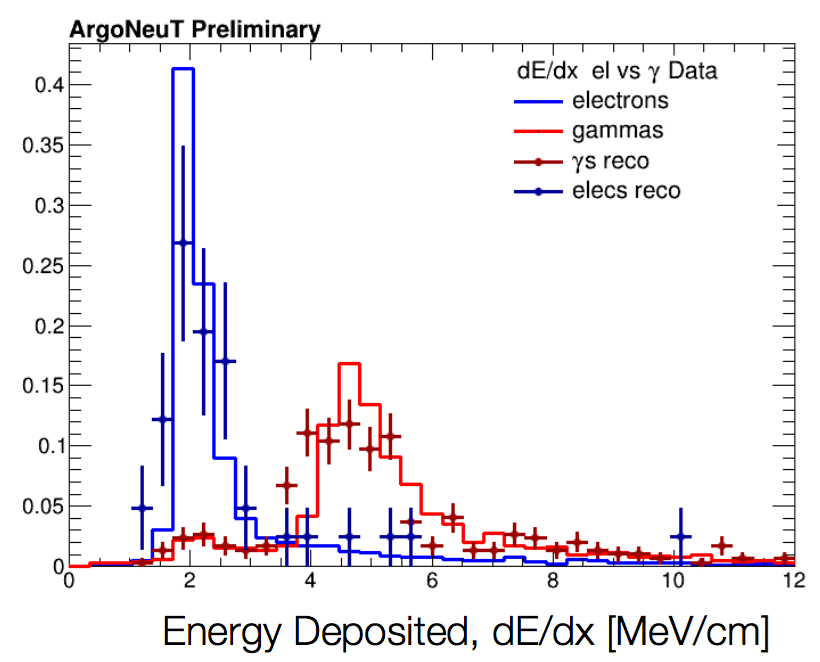 ArgoNeuT Preliminary
dE/dx el vs γ Data
electrons
gammas
γs reco
elecs reco
0.4
0.35
0.3
0.25
0.2
0.15
0.1
0.05
0
0 2 4 6 8 10 12
Energy Deposited, dE/dx [MeV/cm]